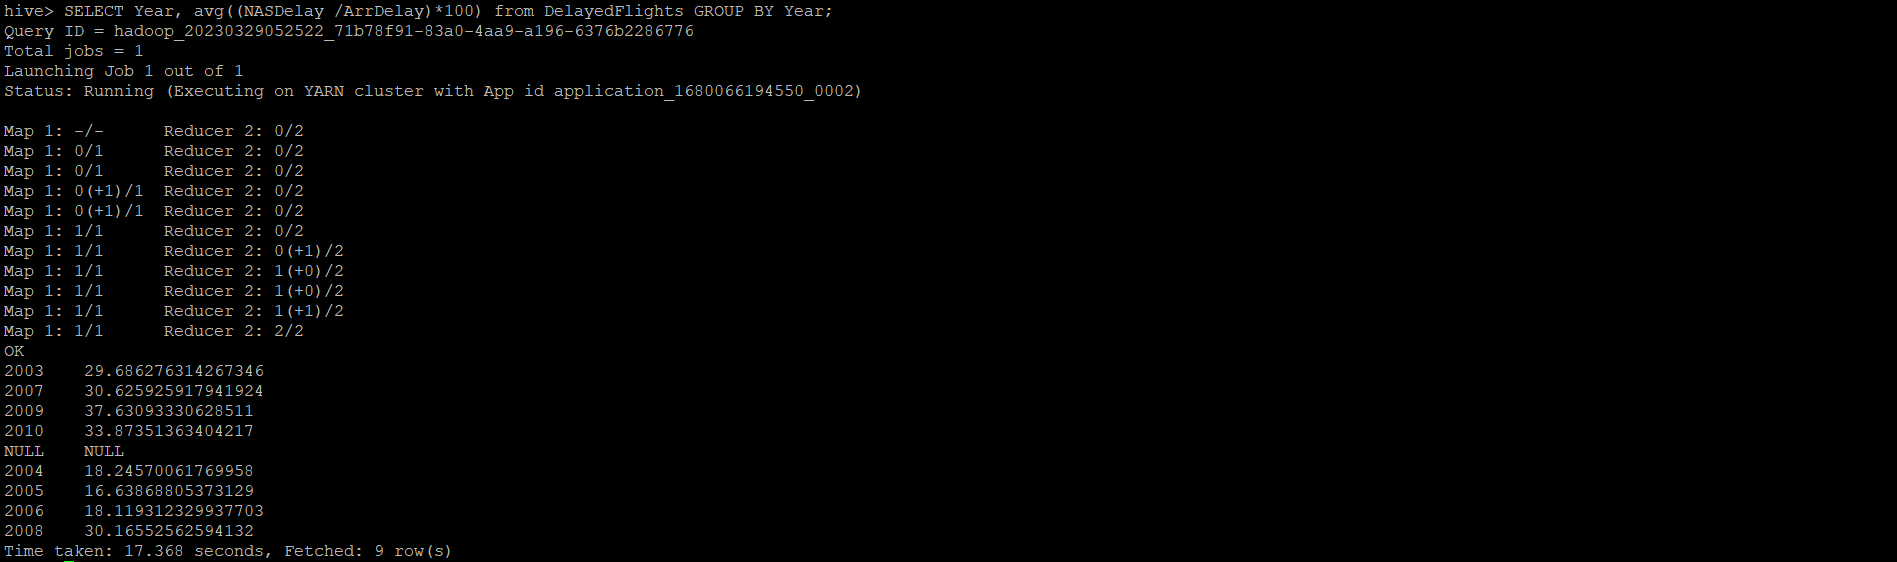 hive> SELECT Year, avg((NASDelay /ArrDelay)*100) from DelayedFlights GROUP BY Year;
Query ID = hadoop_20230329052522_71b78f91-83a0-4aa9-a196-6376b2286776
Total jobs = 1
Launching Job 1 out of 1
Status: Running (Executing on YARN cluster with App id application_1680066194550_0002)

Map 1: -/-      Reducer 2: 0/2
Map 1: 0/1      Reducer 2: 0/2
Map 1: 0/1      Reducer 2: 0/2
Map 1: 0(+1)/1  Reducer 2: 0/2
Map 1: 0(+1)/1  Reducer 2: 0/2
Map 1: 1/1      Reducer 2: 0/2
Map 1: 1/1      Reducer 2: 0(+1)/2
Map 1: 1/1      Reducer 2: 1(+0)/2
Map 1: 1/1      Reducer 2: 1(+0)/2
Map 1: 1/1      Reducer 2: 1(+1)/2
Map 1: 1/1      Reducer 2: 2/2
OK
2003    29.686276314267346
2007    30.625925917941924
2009    37.63093330628511
2010    33.87351363404217
NULL    NULL
2004    18.24570061769958
2005    16.63868805373129
2006    18.119312329937703
2008    30.16552562594132
Time taken: 17.368 seconds, Fetched: 9 row(s)